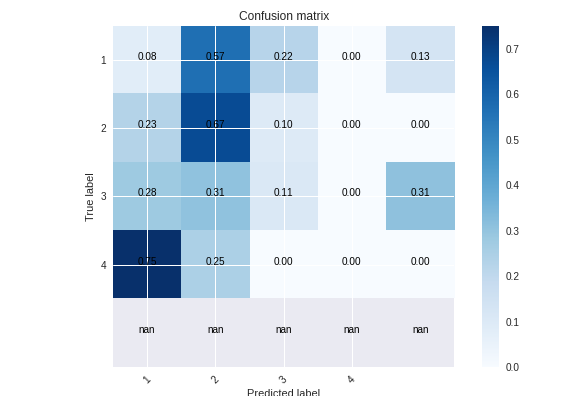 Confusion matrix
1 0.08 0.57 0.22 0.00 0.13
2 0.23 0.67 0.10 0.00 0.00
3 0.28 0.31 0.11 0.00 0.31
4 0.75 0.25 0.00 0.00 0.00
nan nan nan nan nan
1 2 3 4
True label
Predicted label
0.7
0.6
0.5
0.4
0.3
0.2
0.1
0.0